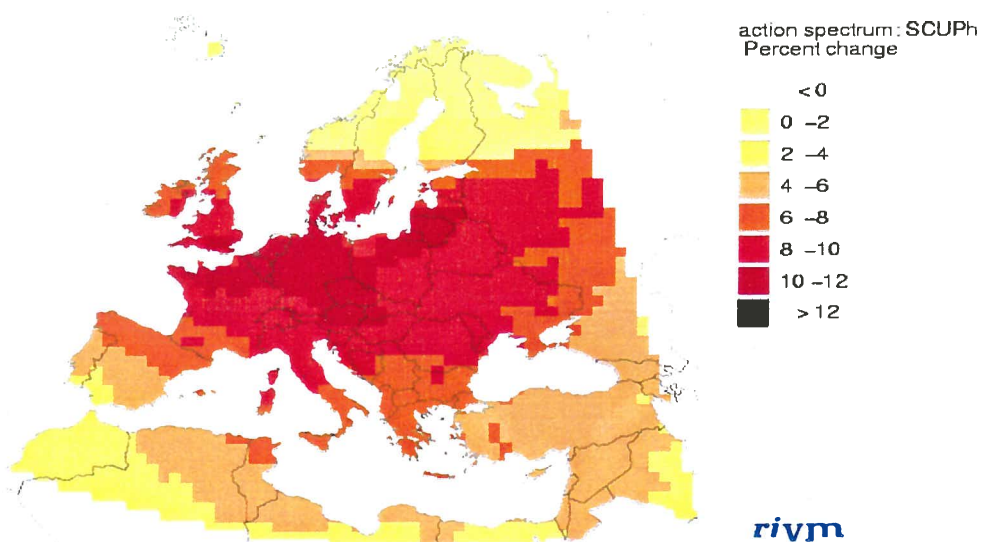 action spectrum: SCUPh
Percent change
<0
0 –2
2 –4
4 –6
6 –8
8 –10
10 –12
>12
rivm